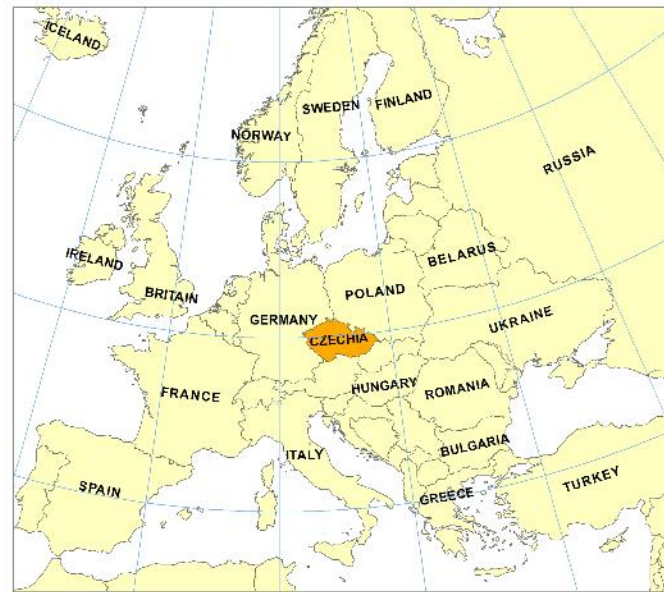 ICELAND
SWEDEN
FINLAND
NORWAY
RUSSIA
IRELAND
BELARUS
BRITAIN
POLAND
GERMANY
UKRAINE
CZECHIA
FRANCE
HUNGARY
ROMANIA
ITALY
BULGARIA
SPAIN
GREECE
TURKEY